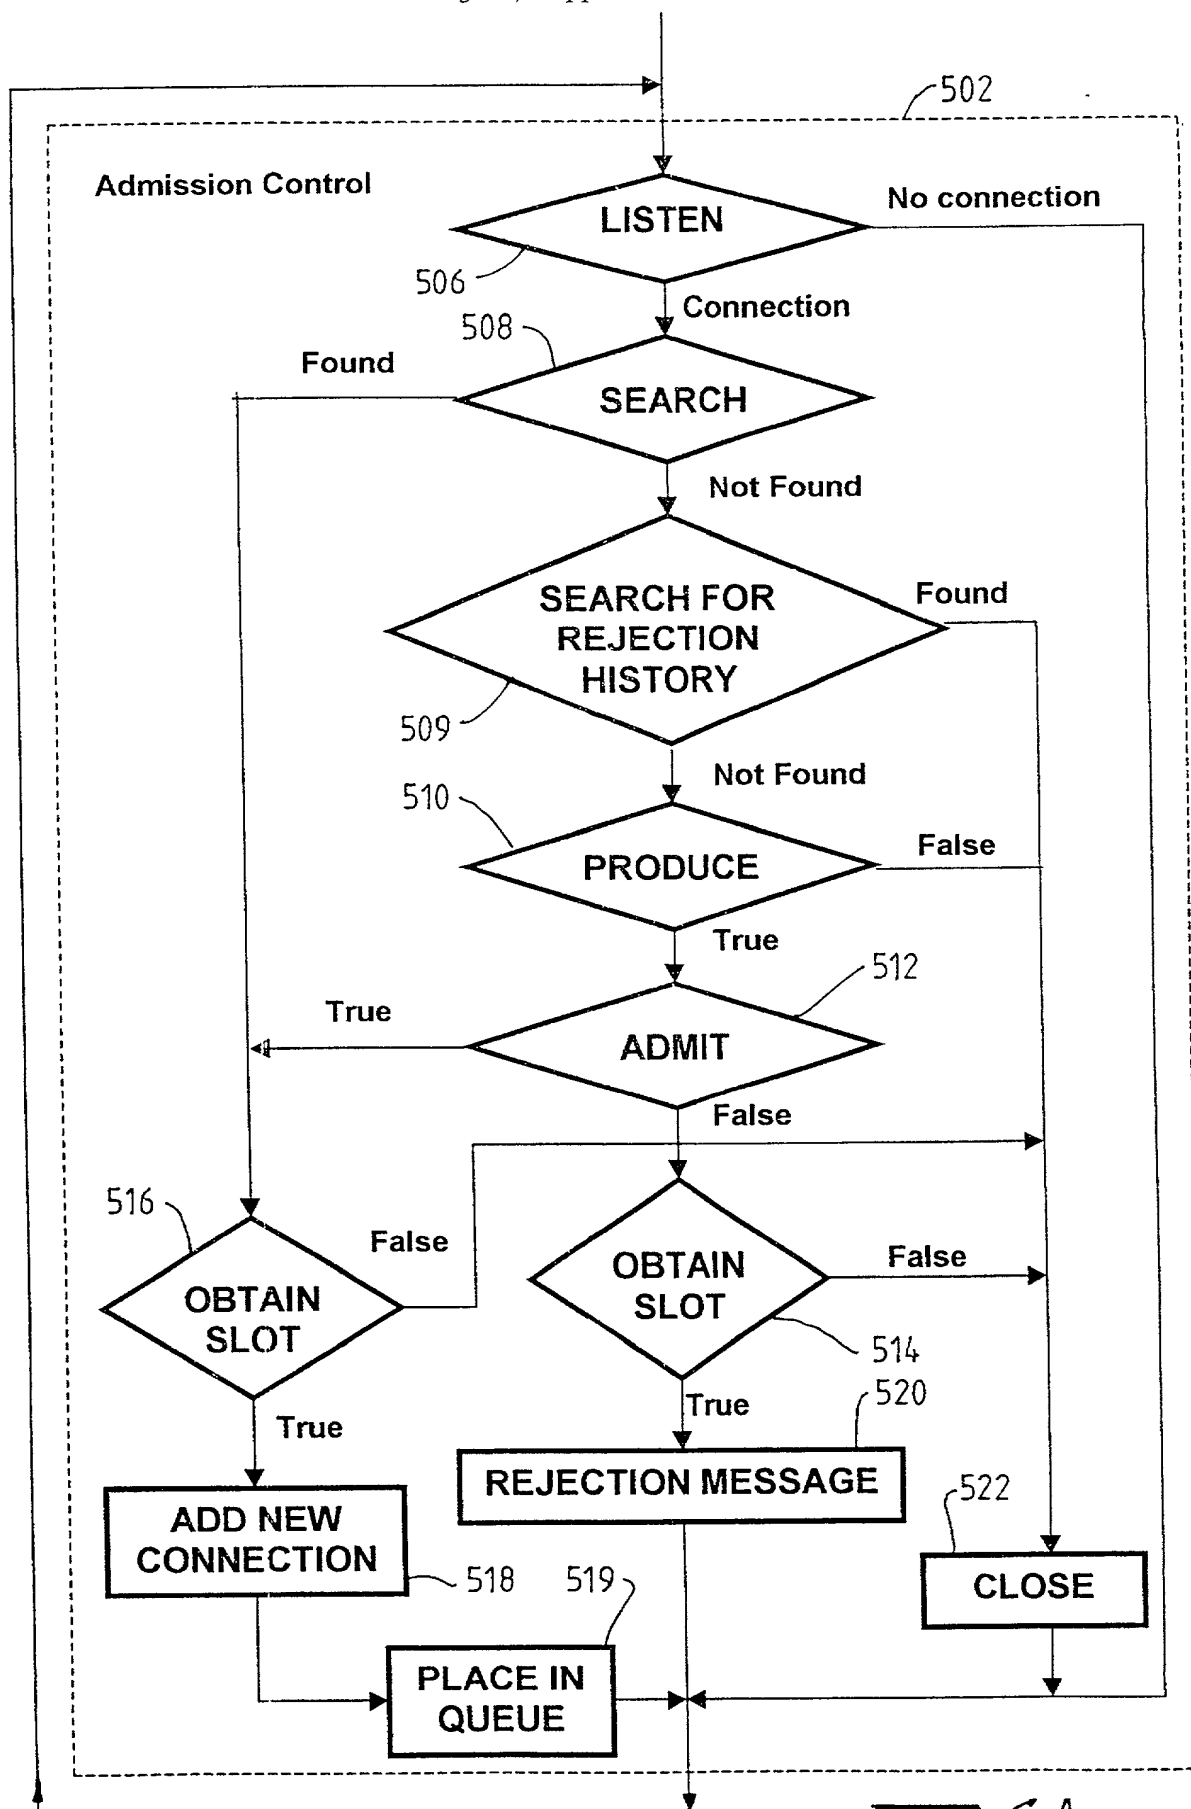 502
Admission Control
LISTEN
No connection
506
Connection
508
Found
SEARCH
Not Found
SEARCH FOR
REJECTION
HISTORY
Found
509
Not Found
510
PRODUCE
False
True
512
True
ADMIT
False
516
False
OBTAIN
SLOT
OBTAIN
SLOT
False
514
True
True
520
REJECTION MESSAGE
ADD NEW
CONNECTION
518
519
522
CLOSE
PLACE IN
QUEUE